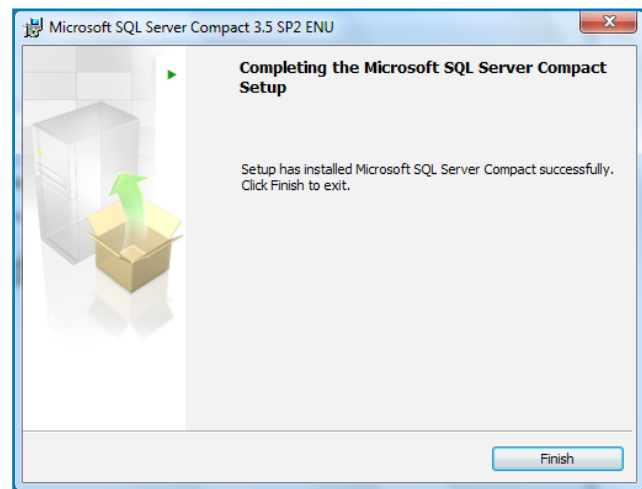 Microsoft SQL Server Compact 3.5 SP2 ENU
Completing the Microsoft SQL Server Compact
Setup
Setup has installed Microsoft SQL Server Compact successfully.
Click Finish to exit.
Finish